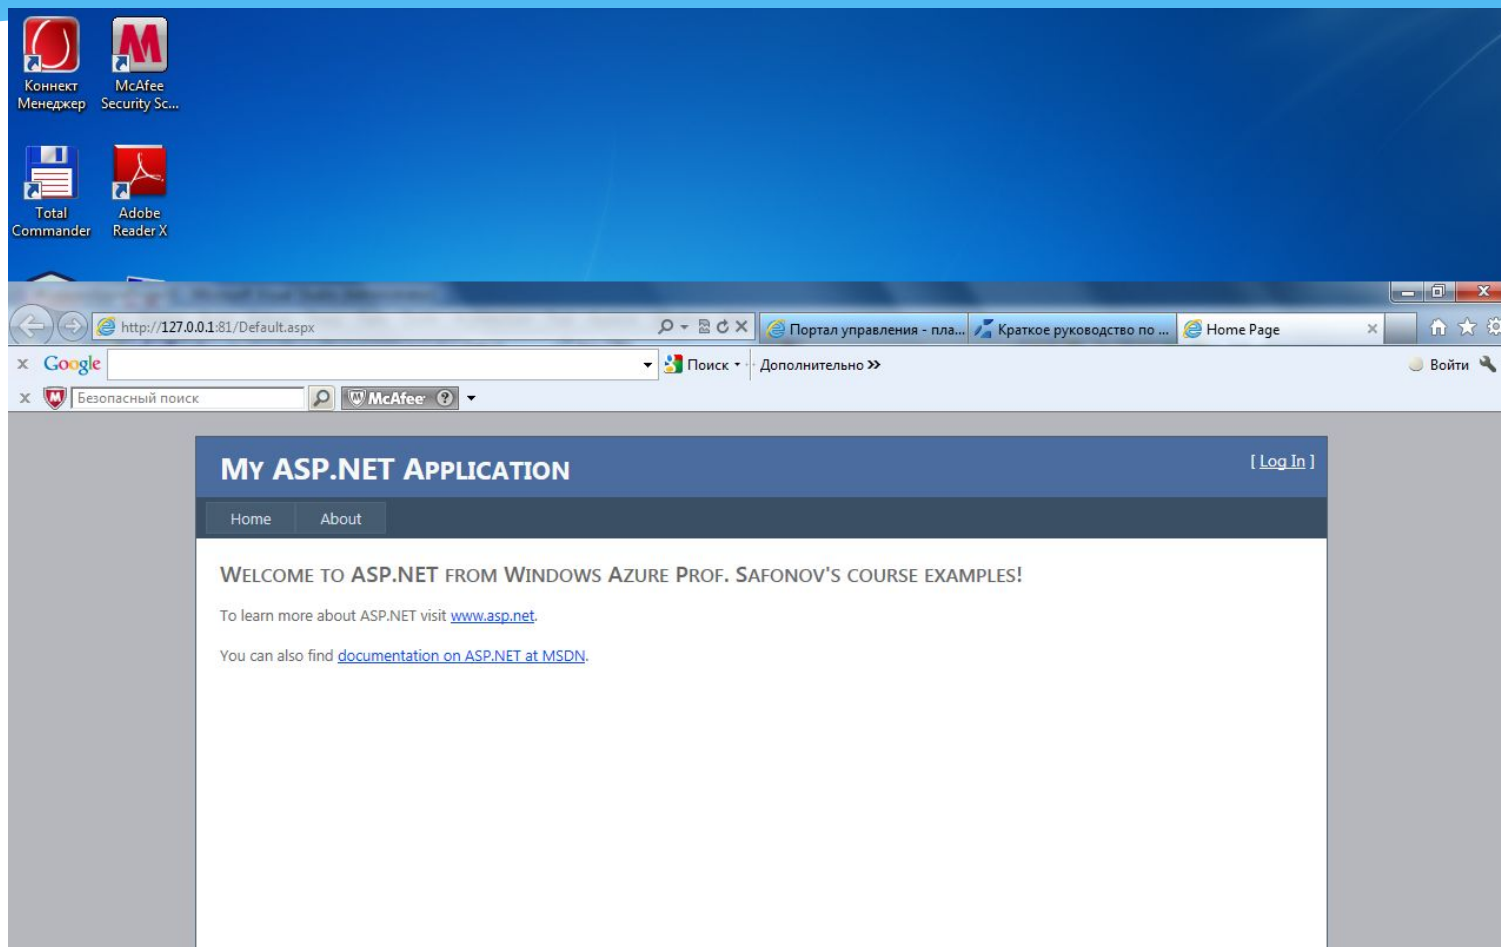 Коннект
Менеджер
McAfee
Security Sc...
Total
Commander
Adobe
Reader X
http://127.0.0.1:81/Default.aspx
Портал управления - пла...
Краткое руководство по ...
Home Page
Google
Поиск
Дополнительно
Войти
Безопасный поиск
McAfee
MY ASP.NET APPLICATION
[ Log In ]
Home
About
WELCOME TO ASP.NET FROM WINDOWS AZURE PROF. SAFONOV'S COURSE EXAMPLES!
To learn more about ASP.NET visit www.asp.net.
You can also find documentation on ASP.NET at MSDN.